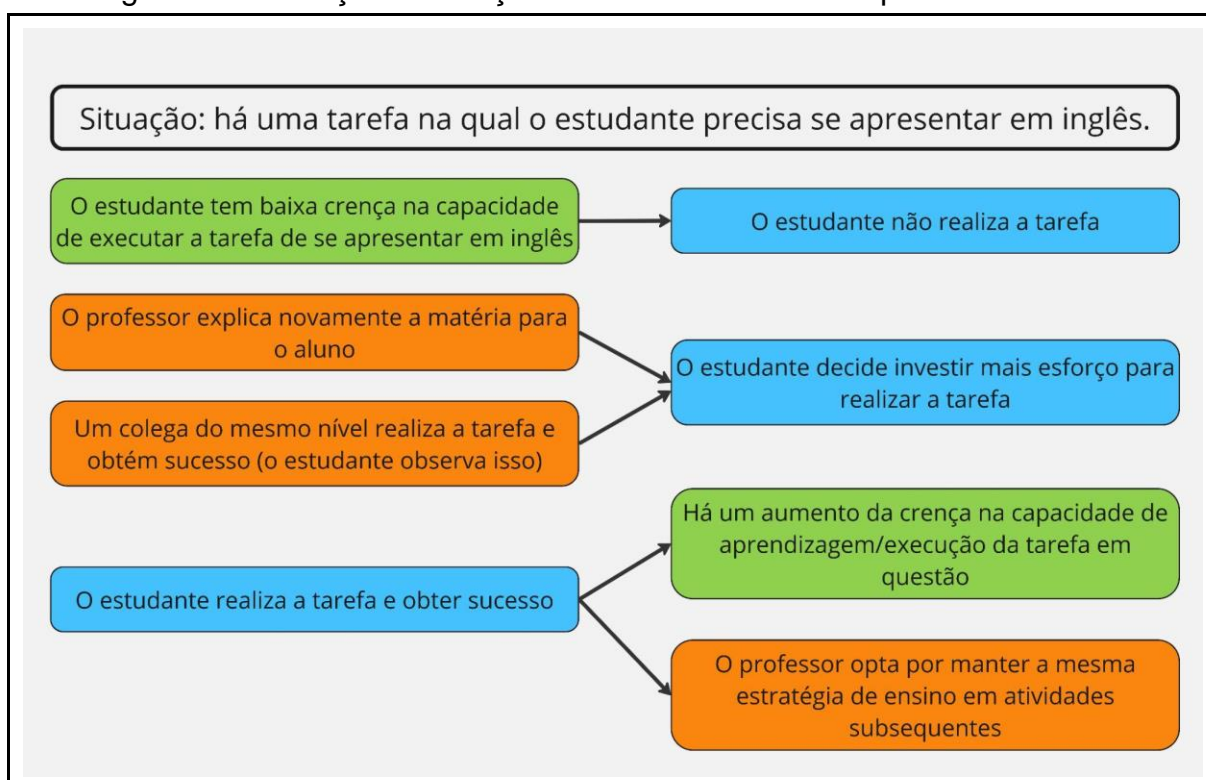 Situação: há uma tarefa na qual o estudante precisa se apresentar em inglês.
O estudante tem baixa crença na capacidade
de executar a tarefa de se apresentar em inglês
O estudante não realiza a tarefa
O professor explica novamente a matéria para
o aluno
Um colega do mesmo nível realiza a tarefa e
obtém sucesso (o estudante observa isso)
O estudante decide investir mais esforço para
realizar a tarefa
O estudante realiza a tarefa e obter sucesso
Há um aumento da crença na capacidade de
aprendizagem/execução da tarefa em
questão
O professor opta por manter a mesma
estratégia de ensino em atividades
subsequentes